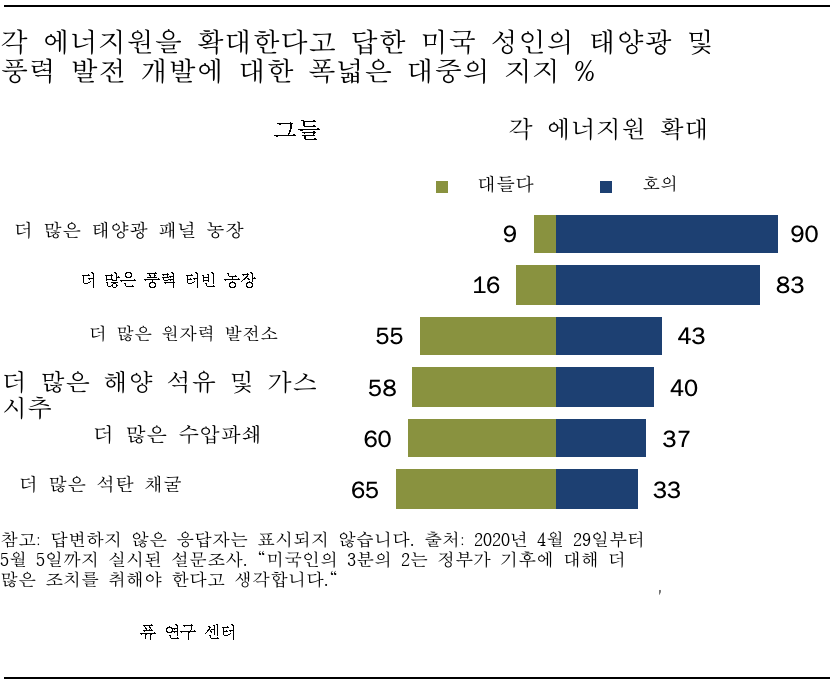 각 에너지원을 확대한다고 답한 미국 성인의 태양광 및
풍력 발전 개발에 대한 폭넓은 대중의 지지 %
그들 각 에너지원 확대
대들다 호의
더 많은 태양광 패널 농장 9 90
더 많은 풍력 터빈 농장 16 83
더 많은 원자력 발전소 55 43
더 많은 해양 석유 및 가스 58 40
시추
더 많은 수압파쇄 60 37
더 많은 석탄 채굴 65 33
참고: 답변하지 않은 응답자는 표시되지 않습니다. 출처: 2020년 4월 29일부터
5월 5일까지 실시된 설문조사. “미국인의 3분의 2는 정부가 기후에 대해 더
많은 조치를 취해야 한다고 생각합니다.“
,
퓨 연구 센터